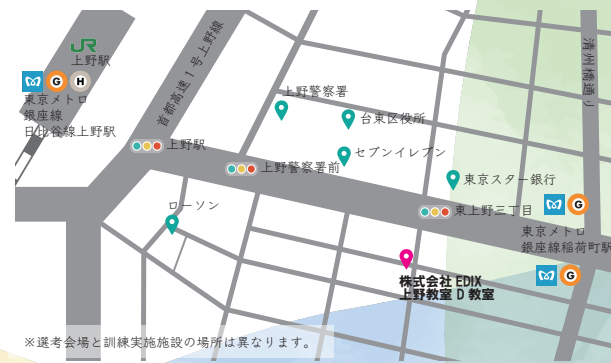 JR
上野駅
G
H
東京メトロ
銀座線
日比谷線上野駅
首都高速1号上野線
清州橋通り
上野警察署
台東区役所
上野駅
セブンイレブン
上野警察署前
東京スター銀行
ローソン
東上野三丁目
G
東京メトロ
銀座線稲荷町駅
G
株式会社 EDIX
上野教室 D 教室
※選考会場と訓練実施施設の場所は異なります。